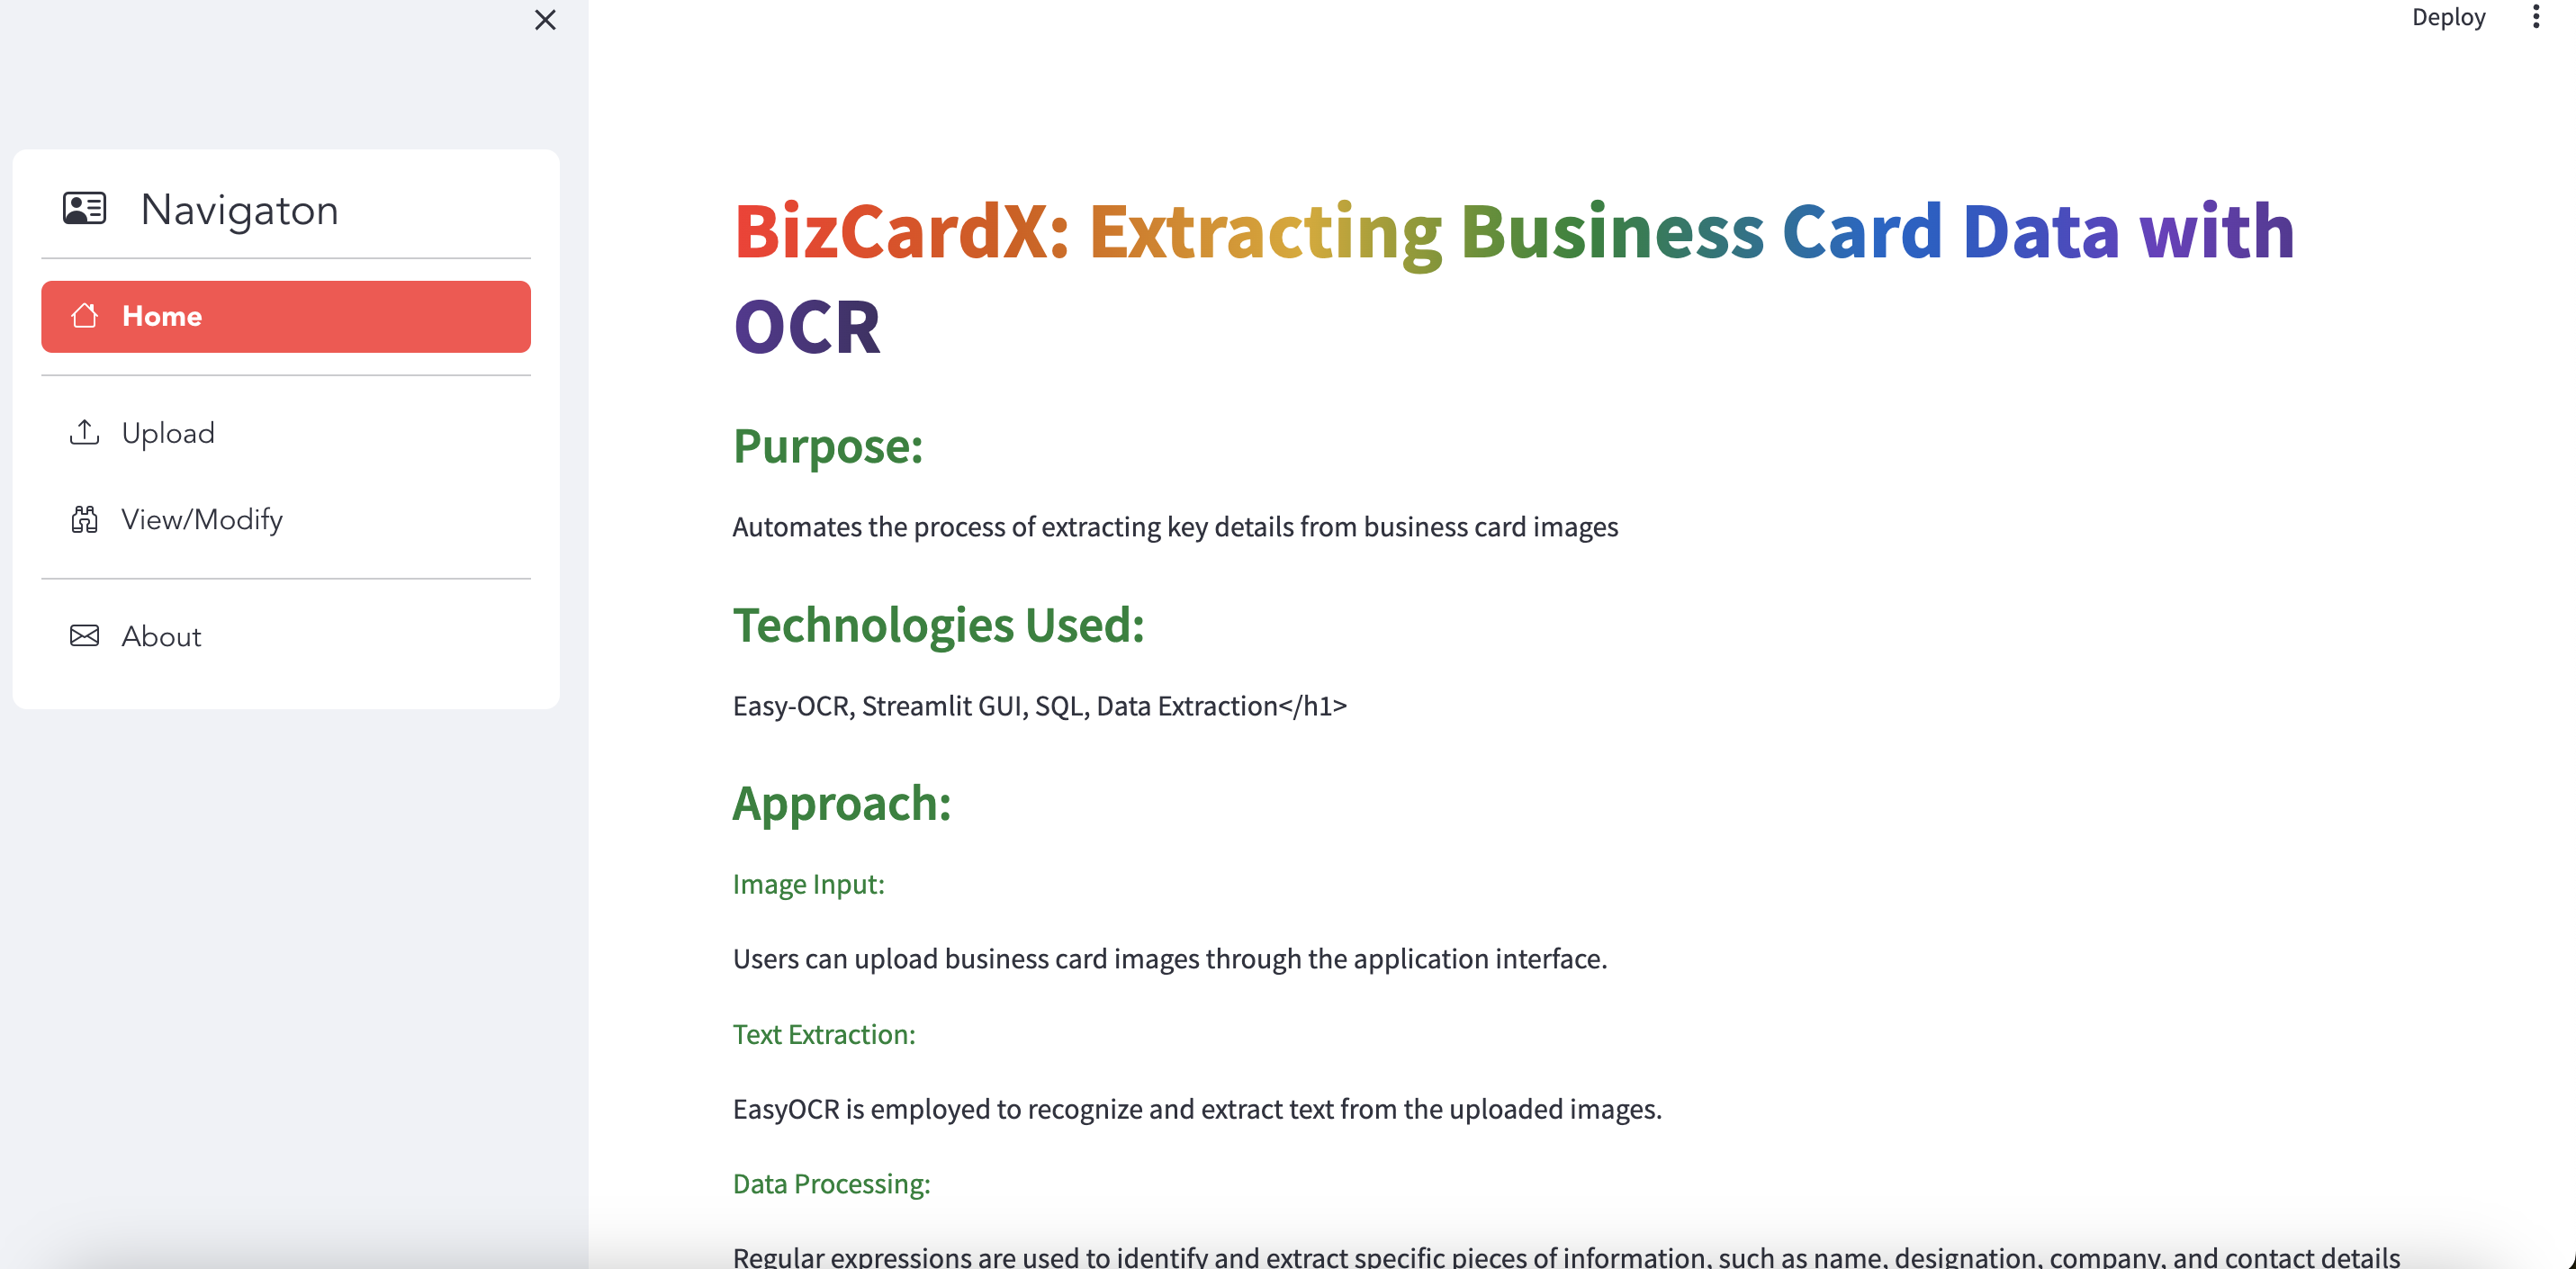 Deploy
Navigaton
Home
Upload
View/Modify
About
BizCardX: Extracting Business Card Data with
OCR
Purpose:
Automates the process of extracting key details from business card images
Technologies Used:
Easy-OCR, Streamlit GUI, SQL, Data Extraction</h1>
Approach:
Image Input:
Users can upload business card images through the application interface.
Text Extraction:
EasyOCR is employed to recognize and extract text from the uploaded images.
Data Processing:
Regular expressions are used to identify and extract specific pieces of information, such as name, designation, company, and contact details